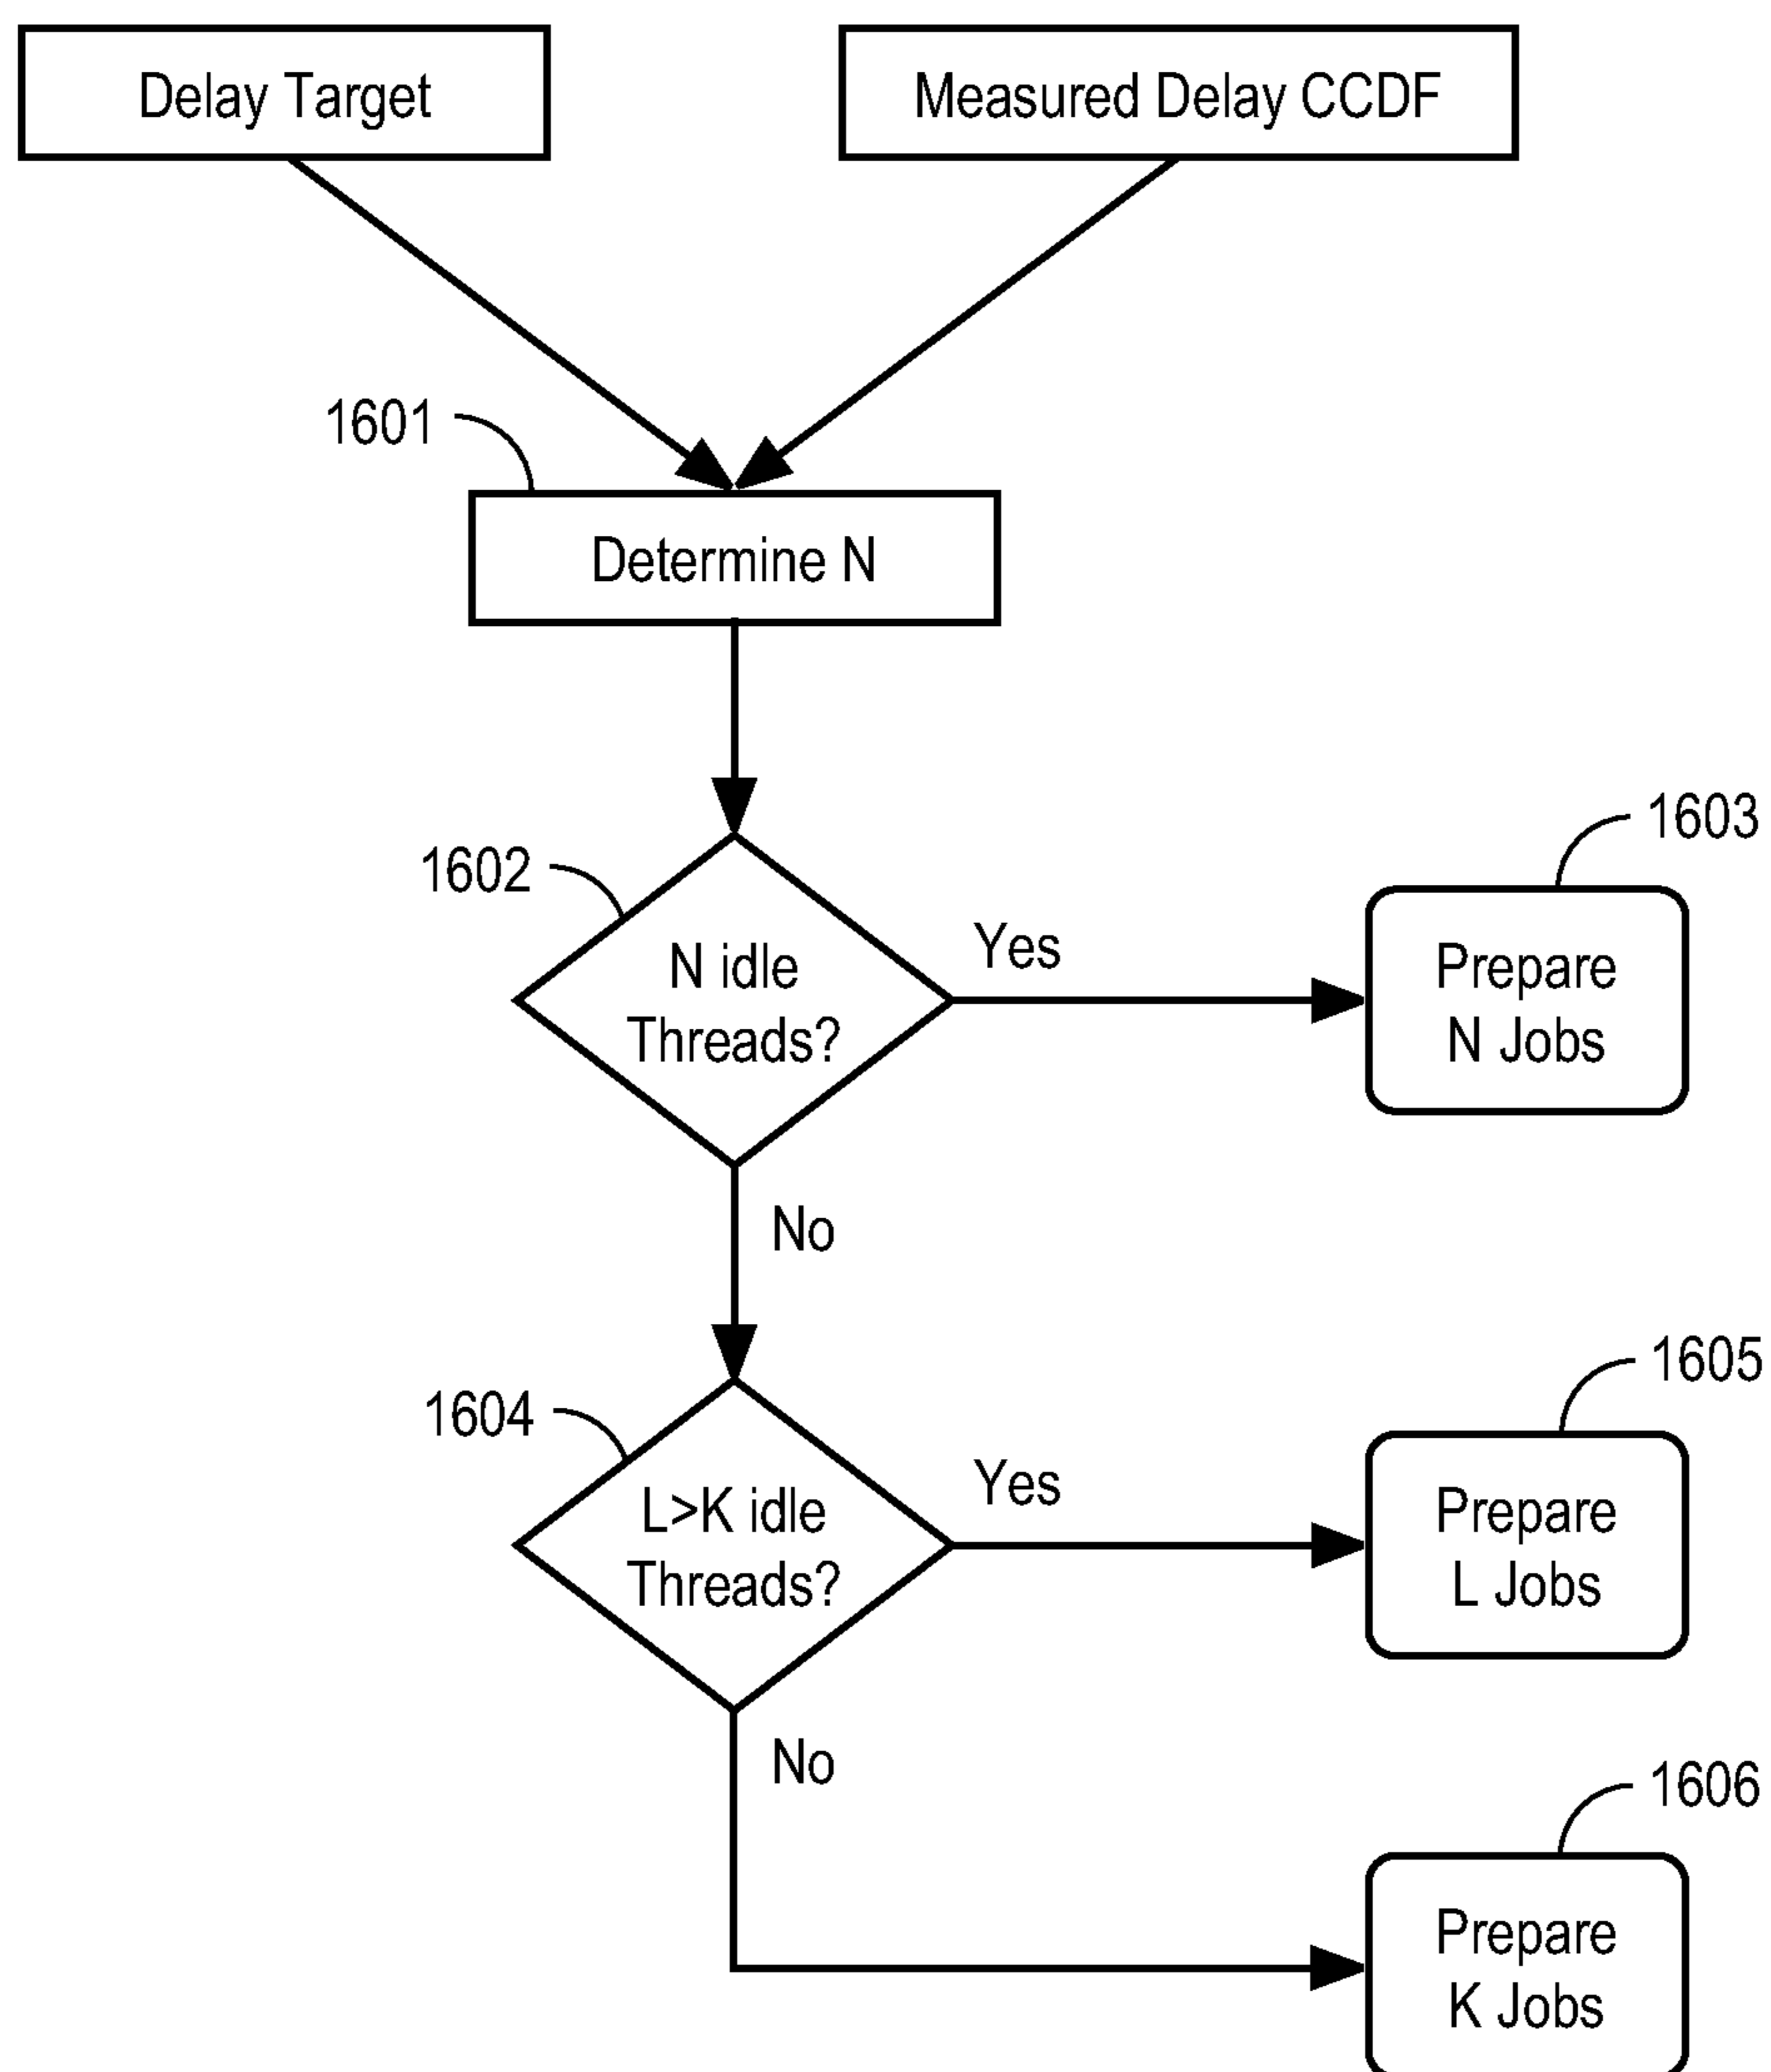 Delay Target
Measured Delay CCDF
1601
Determine N
1602
N idle
Threads?
Yes
1603
Prepare
N Jobs
No
1604
L>K idle
Threads?
Yes
1605
Prepare
L Jobs
No
1606
Prepare
K Jobs